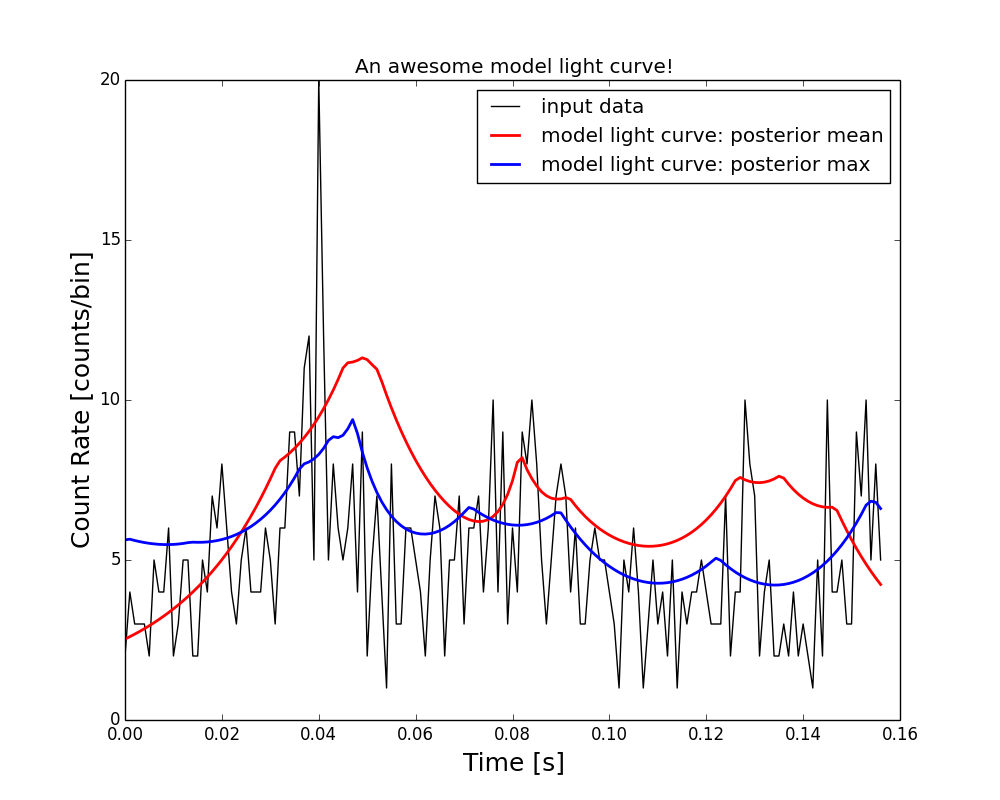 An awesome model light curve!
20
15
10
5
0
Count Rate [counts/bin]
input data
model light curve: posterior mean
model light curve: posterior max
0.00 0.02 0.04 0.06 0.08 0.10 0.12 0.14 0.16
Time [s]